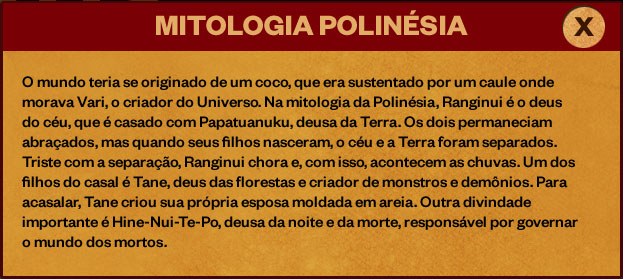 MITOLOGIA POLINÉSIA
X
O mundo teria se originado de um coco, que era sustentado por um caule onde
morava Vari, o criador do Universo. Na mitologia da Polinésia, Ranginui é o deus
do céu, que é casado com Papatuanuku, deusa da Terra. Os dois permaneciam
abraçados, mas quando seus filhos nasceram, o céu e a Terra foram separados.
Triste com a separação, Ranginui chora e, com isso, acontecem as chuvas. Um dos
filhos do casal é Tane, deus das florestas e criador de monstros e demônios. Para
acasalar, Tane criou sua própria esposa moldada em areia. Outra divindade
importante é Hine-Nui-Te-Po, deusa da noite e da morte, responsável por governar
o mundo dos mortos.